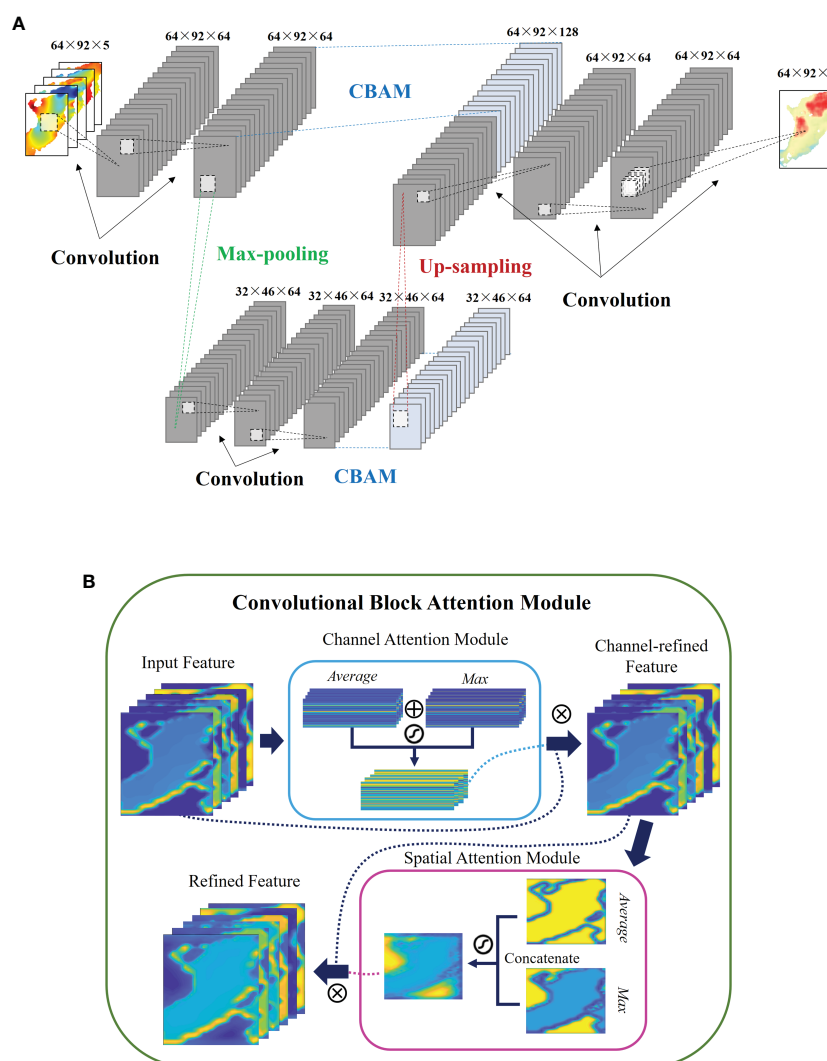 A
64×92×5
64×92×64
64×92×64
64×92×128
64×92×64
64×92×64
64×92×
CBAM
Convolution
Max-pooling
Up-sampling
Convolution
32×46×64
32×46×64
32×46×64
32×46×64
Convolution
CBAM
B
Convolutional Block Attention Module
Channel Attention Module
Input Feature
Average
Max
Channel-refined
Feature
Spatial Attention Module
Refined Feature
Average
Concatenate
Max